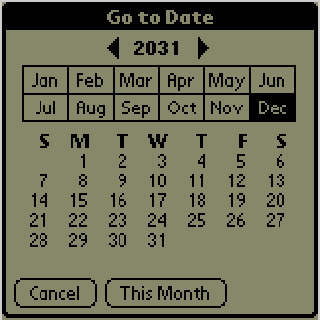 Go to Date
2031
Jan Feb Mar Apr May Jun
Jul Aug Sep Oct Nov Dec
S M T W T F S
1 2 3 4 5 6
7 8 9 10 11 12 13
14 15 16 17 18 19 20
21 22 23 24 25 26 27
28 29 30 31
Cancel This Month